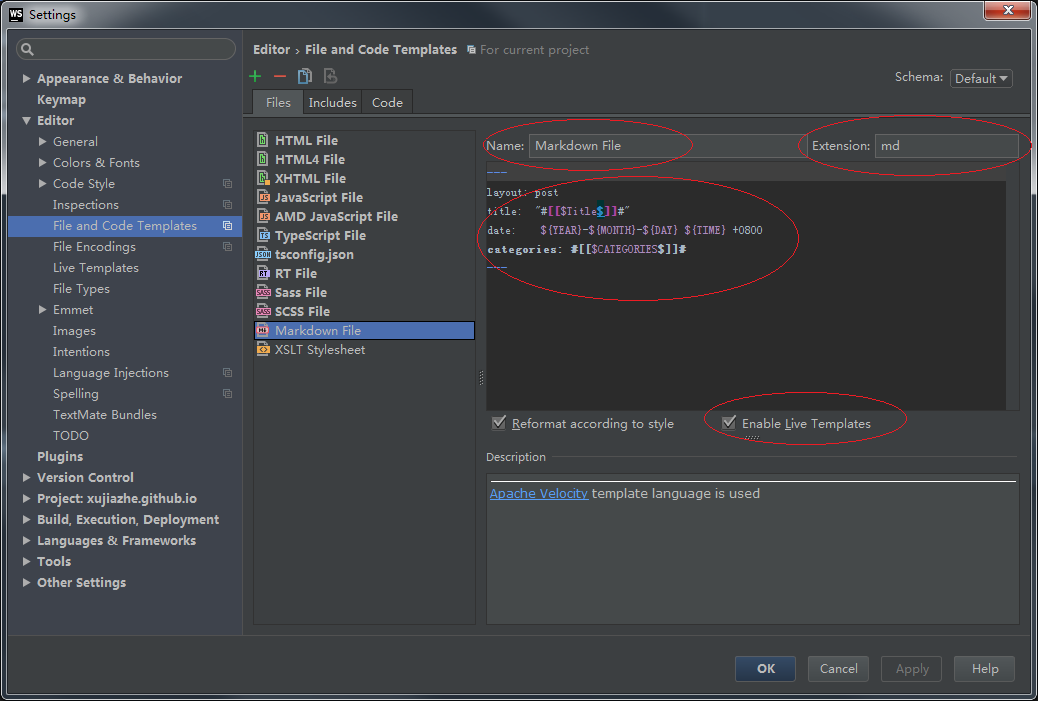 WS Settings
Editor › File and Code Templates For current project
Schema: Default
Files Includes Code
Appearance & Behavior
Keymap
Editor
General
Colors & Fonts
Code Style
Inspections
File and Code Templates
File Encodings
Live Templates
File Types
Emmet
Images
Intentions
Language Injections
Spelling
TextMate Bundles
TODO
Plugins
Version Control
Project: xujiazhe.github.io
Build, Execution, Deployment
Languages & Frameworks
Tools
Other Settings
HTML File
HTML4 File
XHTML File
JavaScript File
AMD JavaScript File
TypeScript File
tsconfig.json
RT File
Sass File
SCSS File
Markdown File
XSLT Stylesheet
Name: Markdown File Extension: md
---
layout: post
title: "#[[$Title$]]#"
date: ${YEAR}-${MONTH}-${DAY} ${TIME} +0800
categories: #[[$CATEGORIES$]]#
---
Reformat according to style Enable Live Templates
Description
Apache Velocity template language is used
OK Cancel Apply Help